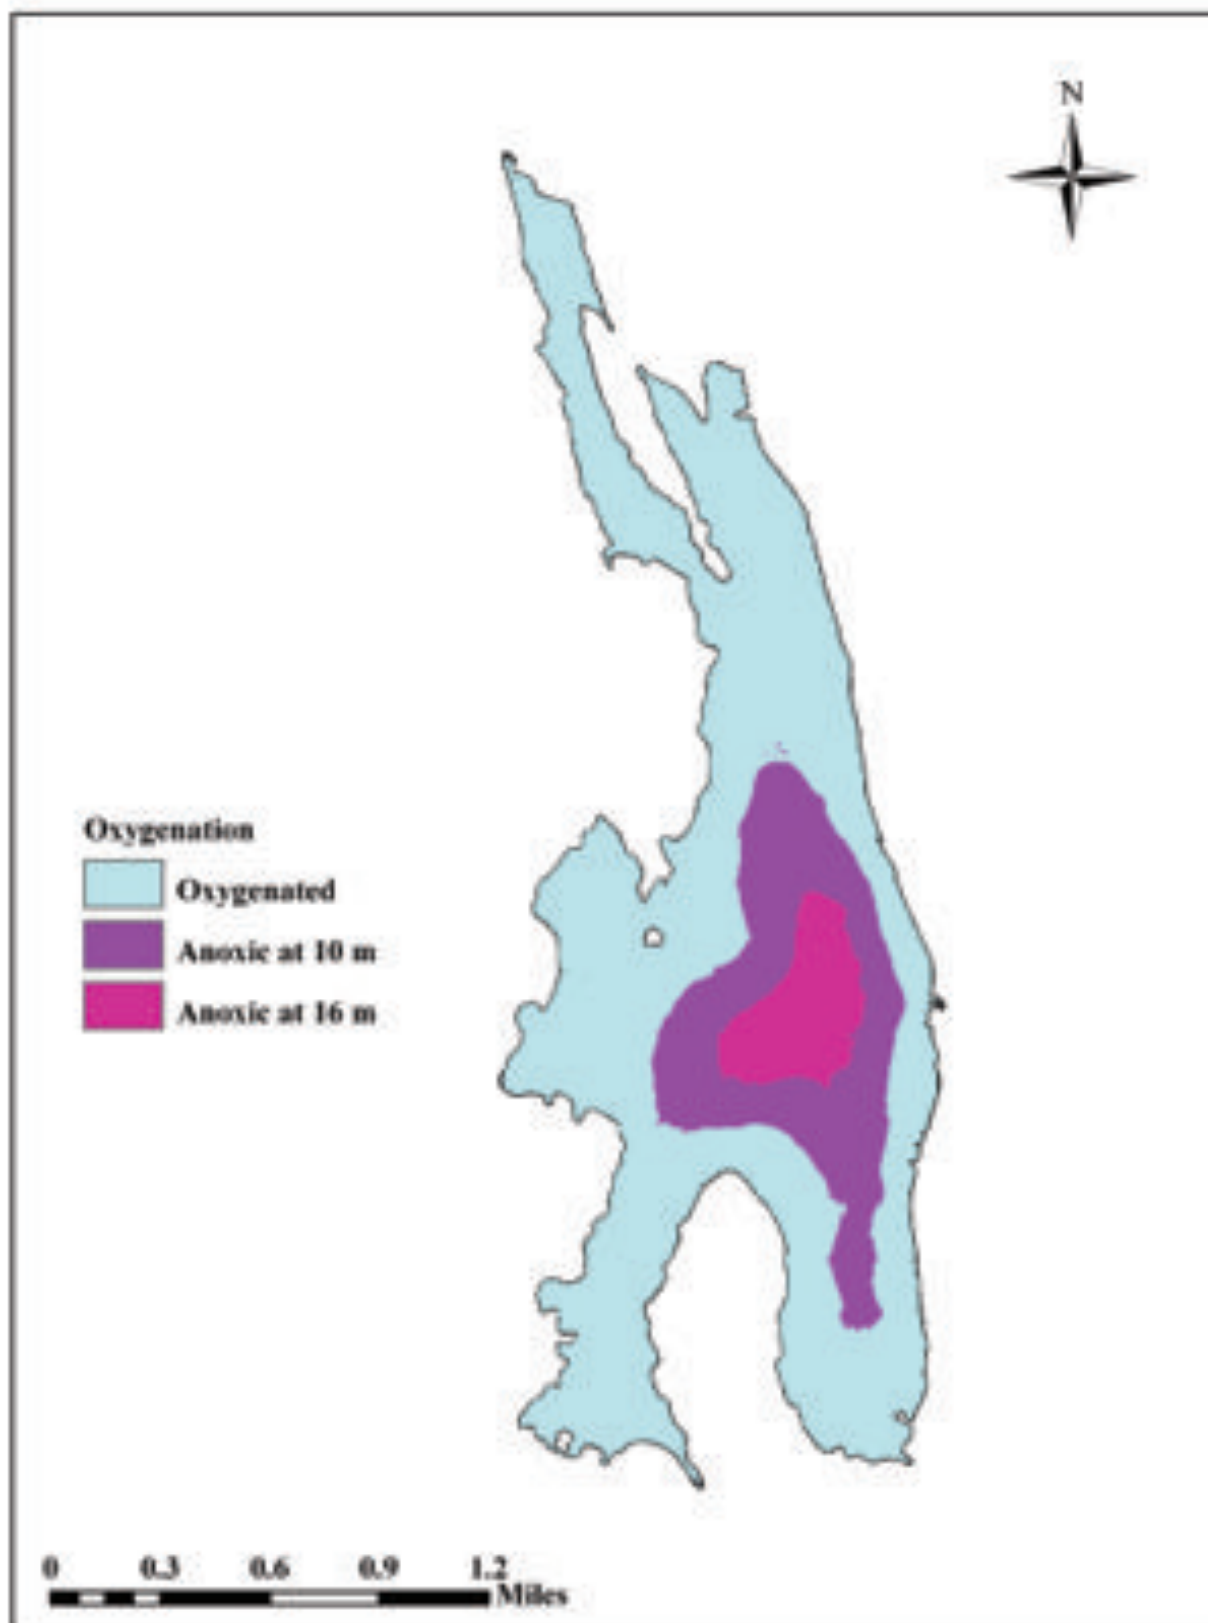 N
Oxygenation
Oxygenated
Anoxic at 10 m
Anoxic at 16 m
0 0.3 0.6 0.9 1.2
Miles